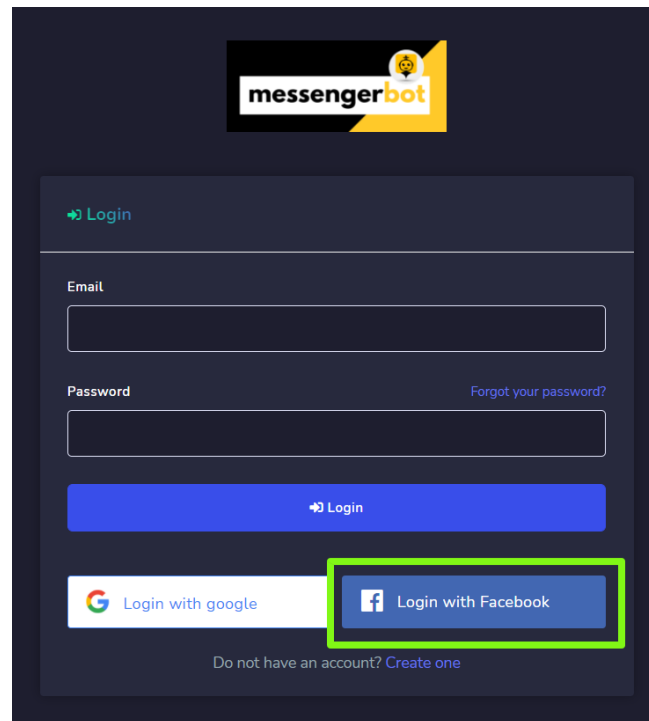 messengerbot
Login
Email
Password Forgot your password?
Login
Login with google Login with Facebook
Do not have an account? Create one